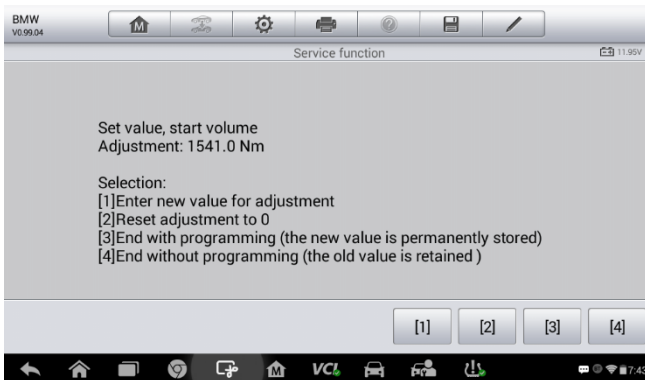 BMW
V0.99.04
M
Service function
11.95V
Set value, start volume
Adjustment: 1541.0 Nm
Selection:
[1]Enter new value for adjustment
[2]Reset adjustment to 0
[3]End with programming (the new value is permanently stored)
[4]End without programming (the old value is retained )
[1]
[2]
[3]
[4]
M
VCI
7:43